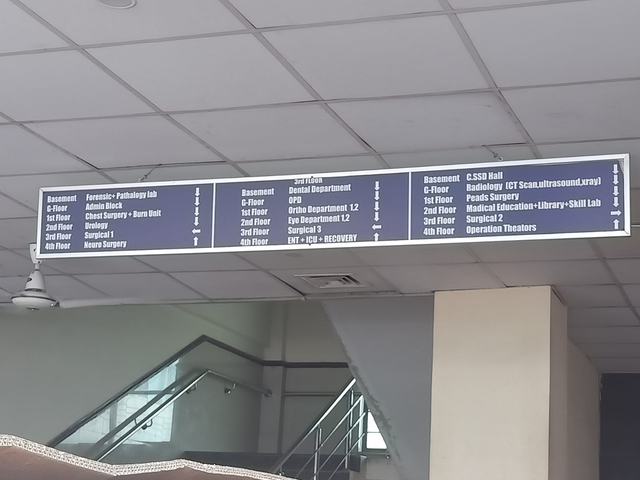 Basement Forensic+ Pathalogy lab ↓
G-Floor Admin Block ↓
1st Floor Chest Surgery + Burn Unit ↓
2nd Floor Urology ↓
3rd Floor Surgical 1 ←
4th Floor Neuro Surgery ↑
3rd FLOOR
Basement Dental Department ↓
G-Floor OPD ↓
1st Floor Ortho Department 1,2 ↓
2nd Floor Eye Department 1,2 ↓
3rd Floor Surgical 3 ←
4th Floor ENT + ICU + RECOVERY ↑
Basement C.SSD Hall ↓
G-Floor Radiology (CT Scan,ultrasound,xray) ↓
1st Floor Peads Surgery ↓
2nd Floor Medical Education+Library+Skill Lab ↓
3rd Floor Surgical 2 →
4th Floor Operation Theators ↑